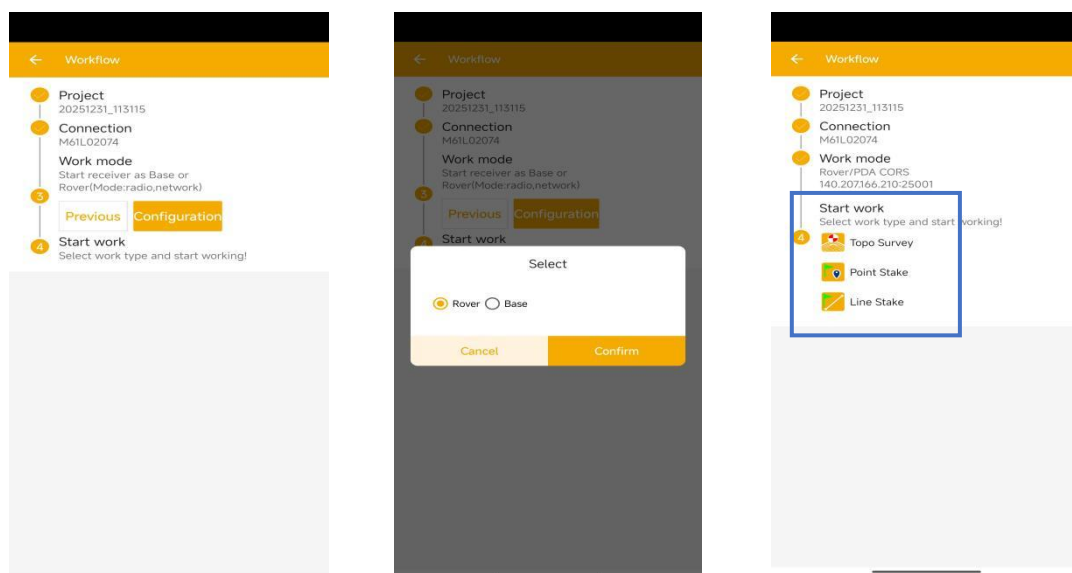 Workflow
Project
20251231_113115
Connection
M61L02074
Work mode
Start receiver as Base or
Rover(Mode:radio,network)
3
Previous
Configuration
4
Start work
Select work type and start working!
Workflow
Project
20251231_113115
Connection
M61L02074
Work mode
Start receiver as Base or
Rover(Mode:radio,network)
3
Previous
Configuration
4
Start work
Select
Rover
Base
Cancel
Confirm
Workflow
Project
20251231_113115
Connection
M61L02074
Work mode
Rover/PDA CORS
140.207.166.210:25001
Start work
Select work type and start working!
4
Topo Survey
Point Stake
Line Stake